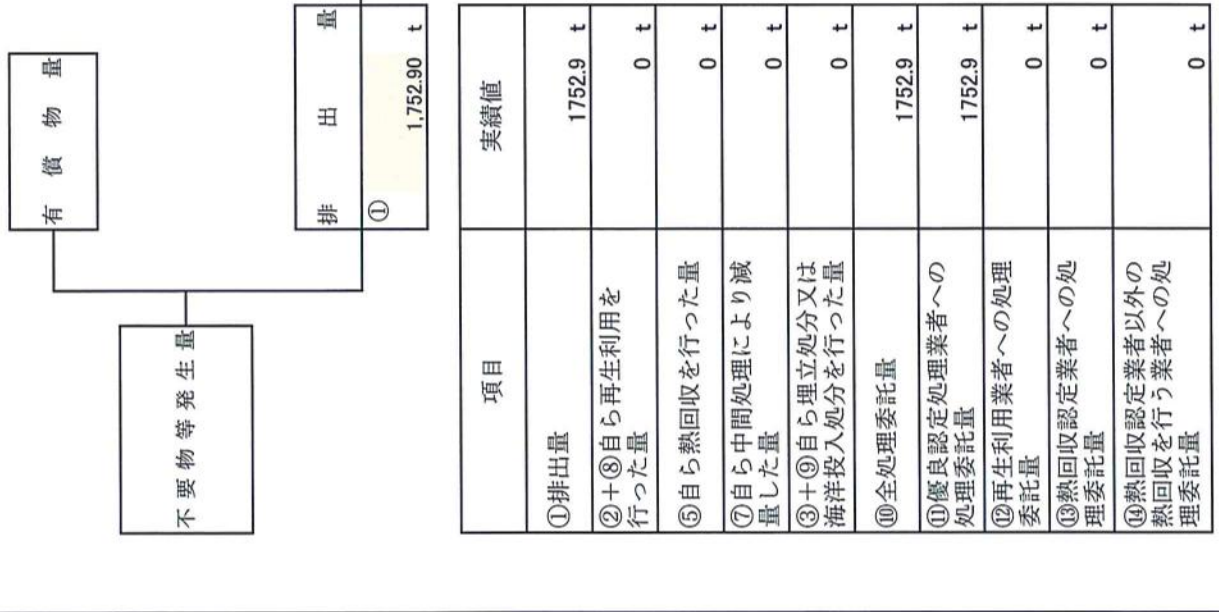 有償物量
不要物等発生量
排出量
①
1,752.90 t
項目
実績値
①排出量
1752.9 t
②＋⑧自ら再生利用を
行った量
0 t
⑤自ら熱回収を行った量
0 t
⑦自ら中間処理により減
量した量
0 t
③＋⑨自ら埋立処分又は
海洋投入処分を行った量
0 t
⑩全処理委託量
1752.9 t
⑪優良認定処理業者への
処理委託量
1752.9 t
⑫再生利用業者への処理
委託量
0 t
⑬熱回収認定業者への処
理委託量
0 t
⑭熱回収認定業者以外の
熱回収を行う業者への処
理委託量
0 t